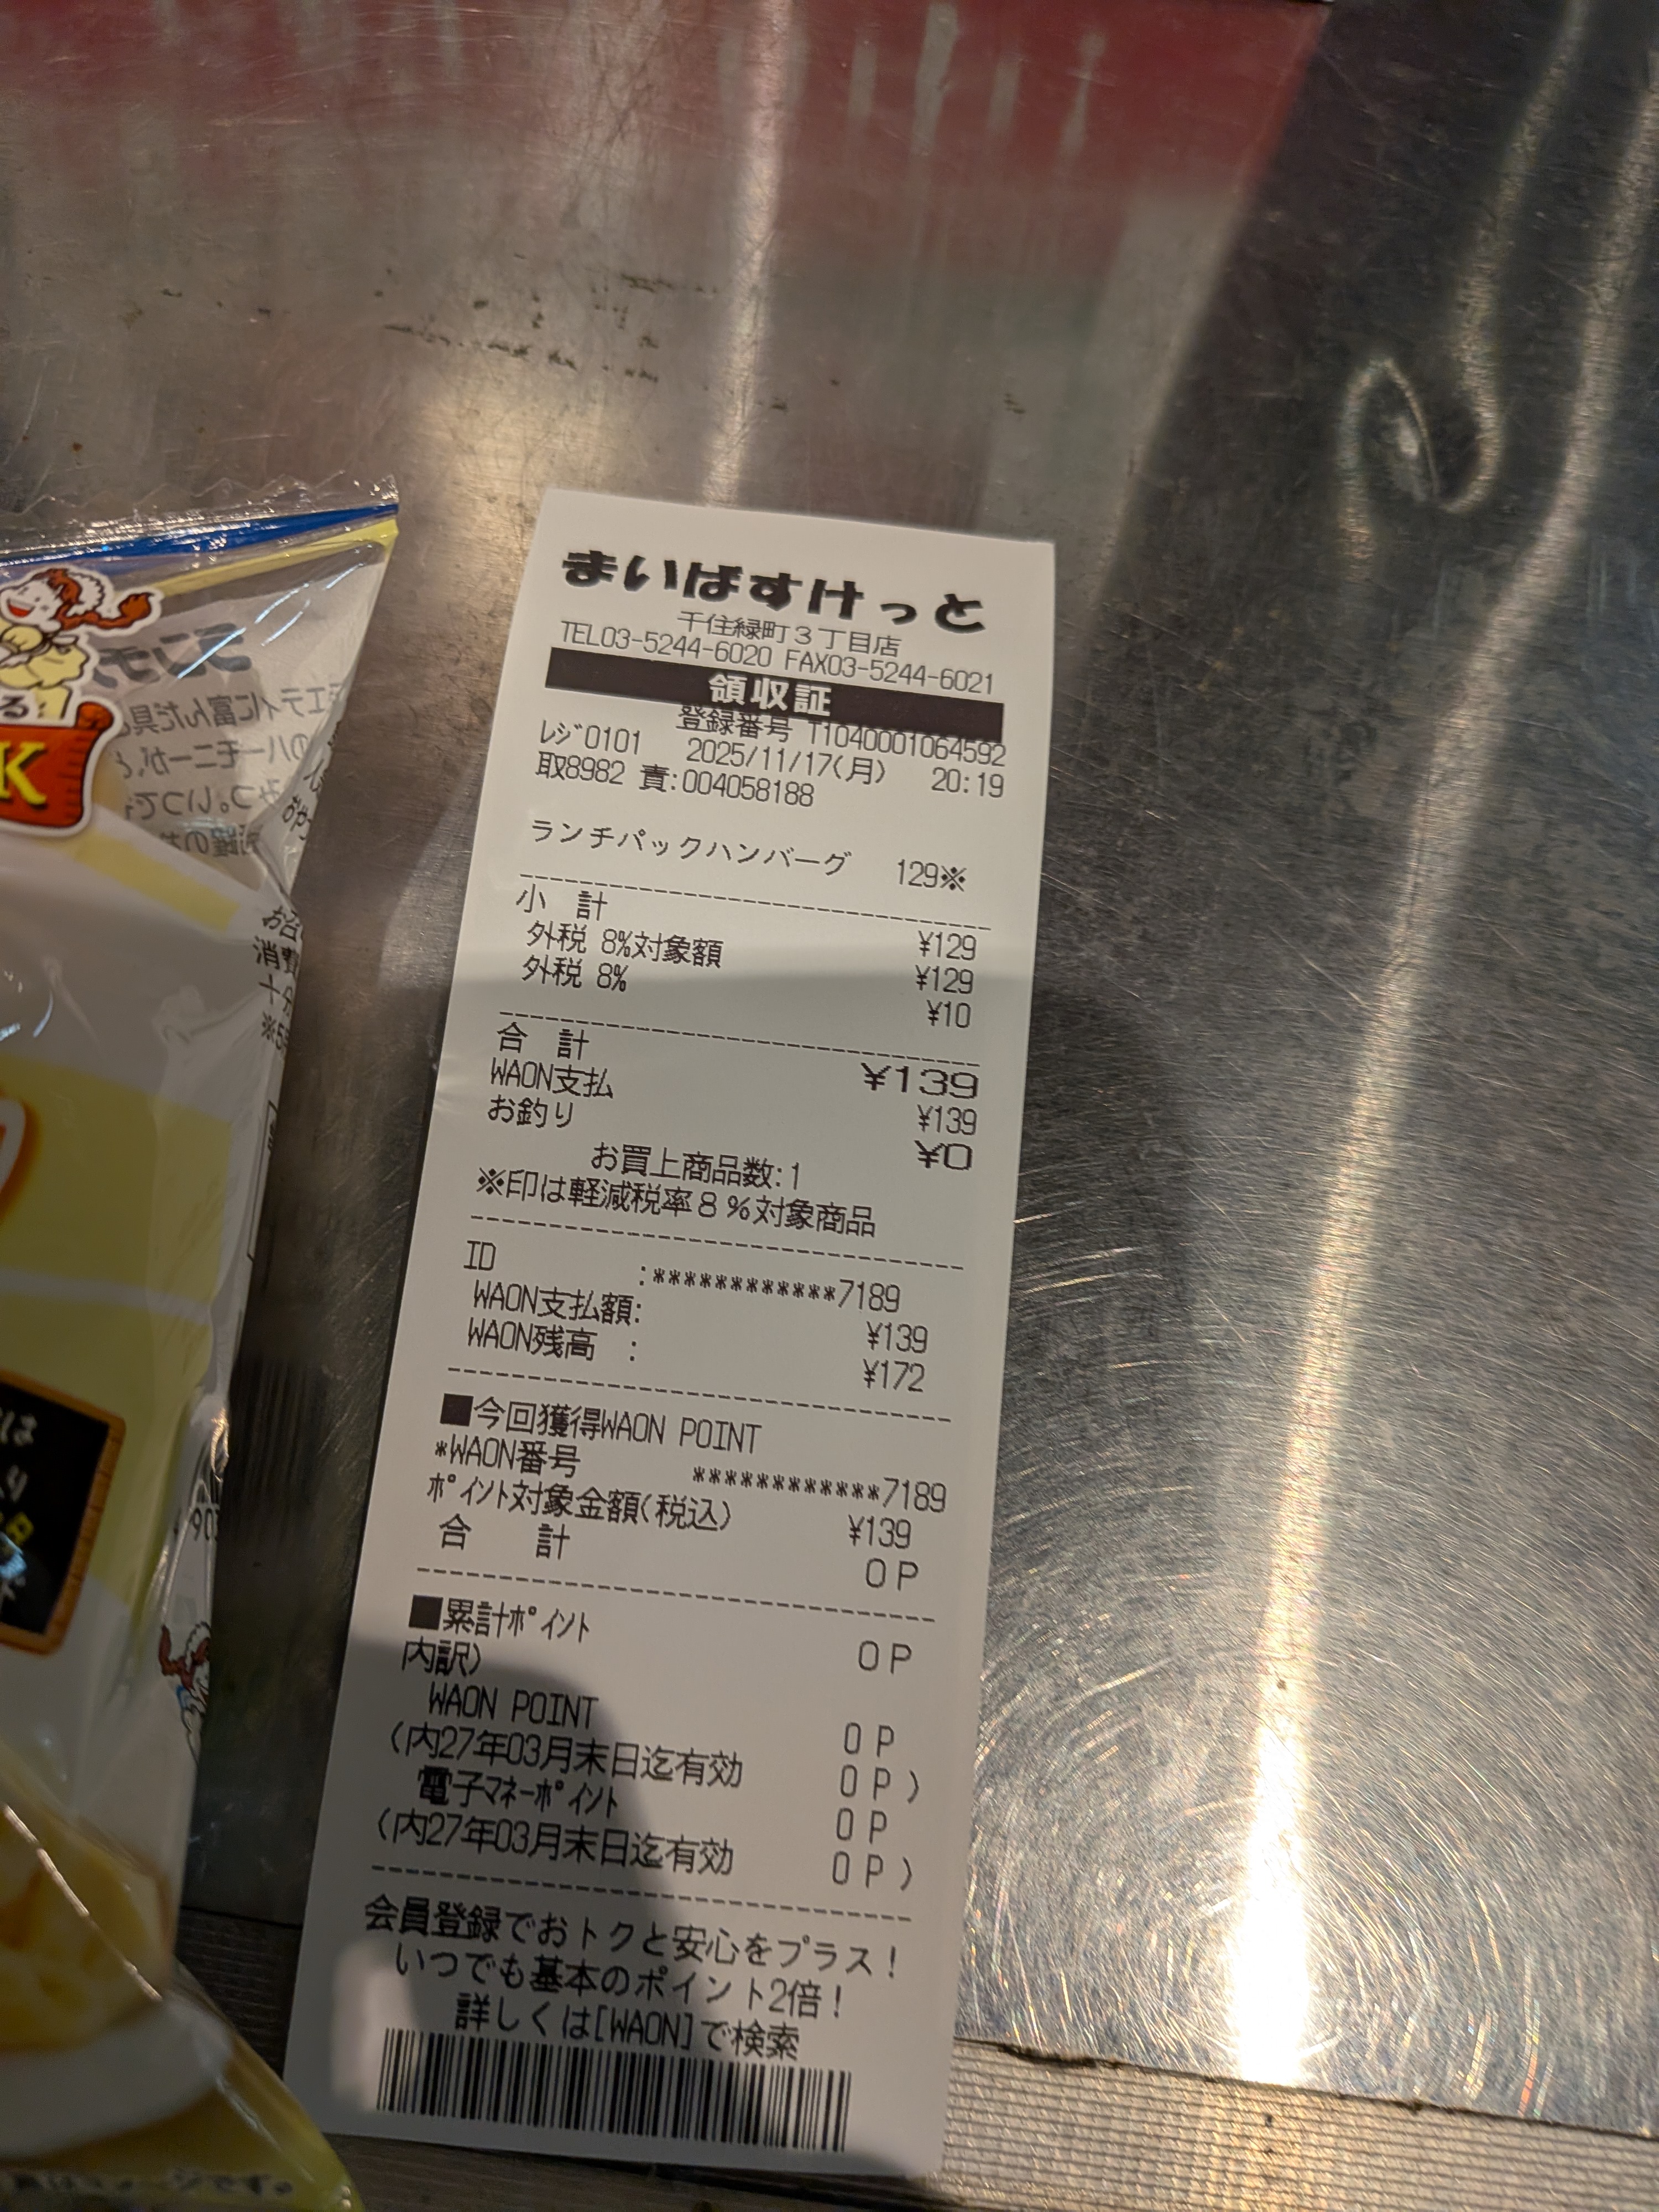 まいばすけっと
千住緑町3丁目店
TEL03-5244-6020 FAX03-5244-6021
領収証
登録番号 T1040001064592
レジ0101 2025/11/17(月) 20:19
取8982 責:004058188
ランチパックハンバーグ 129※
小 計 ¥129
外税 8%対象額 ¥129
外税 8% ¥10
合 計 ¥139
WAON支払 ¥139
お釣り ¥0
お買上商品数:1
※印は軽減税率8%対象商品
ID :************7189
WAON支払額: ¥139
WAON残高 : ¥172
■今回獲得WAON POINT
*WAON番号 ************7189
ポイント対象金額(税込) ¥139
合 計 0P
■累計ポイント 0P
内訳)
WAON POINT 0P
(内27年03月末日迄有効 0P)
電子マネーポイント 0P
(内27年03月末日迄有効 0P)
会員登録でおトクと安心をプラス!
いつでも基本のポイント2倍!
詳しくは[WAON]で検索
K
お召
消費
十分